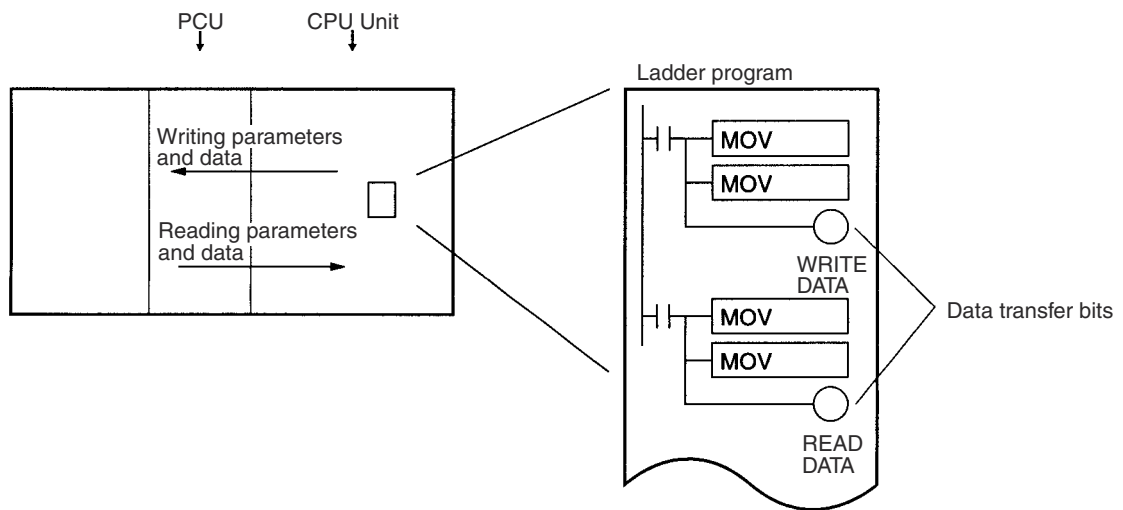 PCU
CPU Unit
Ladder program
Writing parameters
and data
Reading parameters
and data
MOV
MOV
WRITE
DATA
MOV
MOV
READ
DATA
Data transfer bits